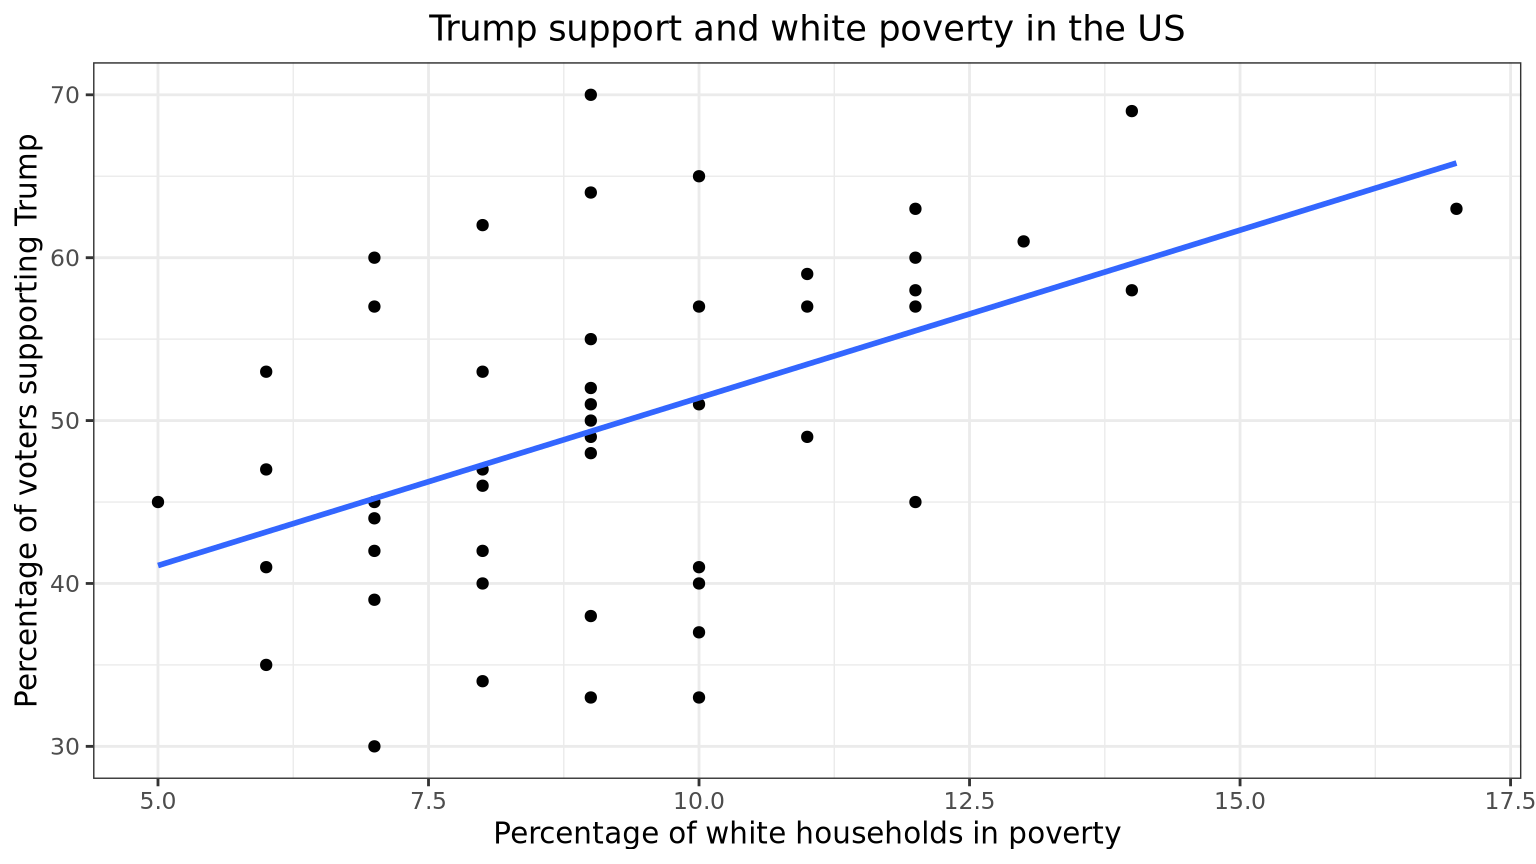 Trump support and white poverty in the US
Percentage of voters supporting Trump
70
60
50
40
30
5.0 7.5 10.0 12.5 15.0 17.5
Percentage of white households in poverty